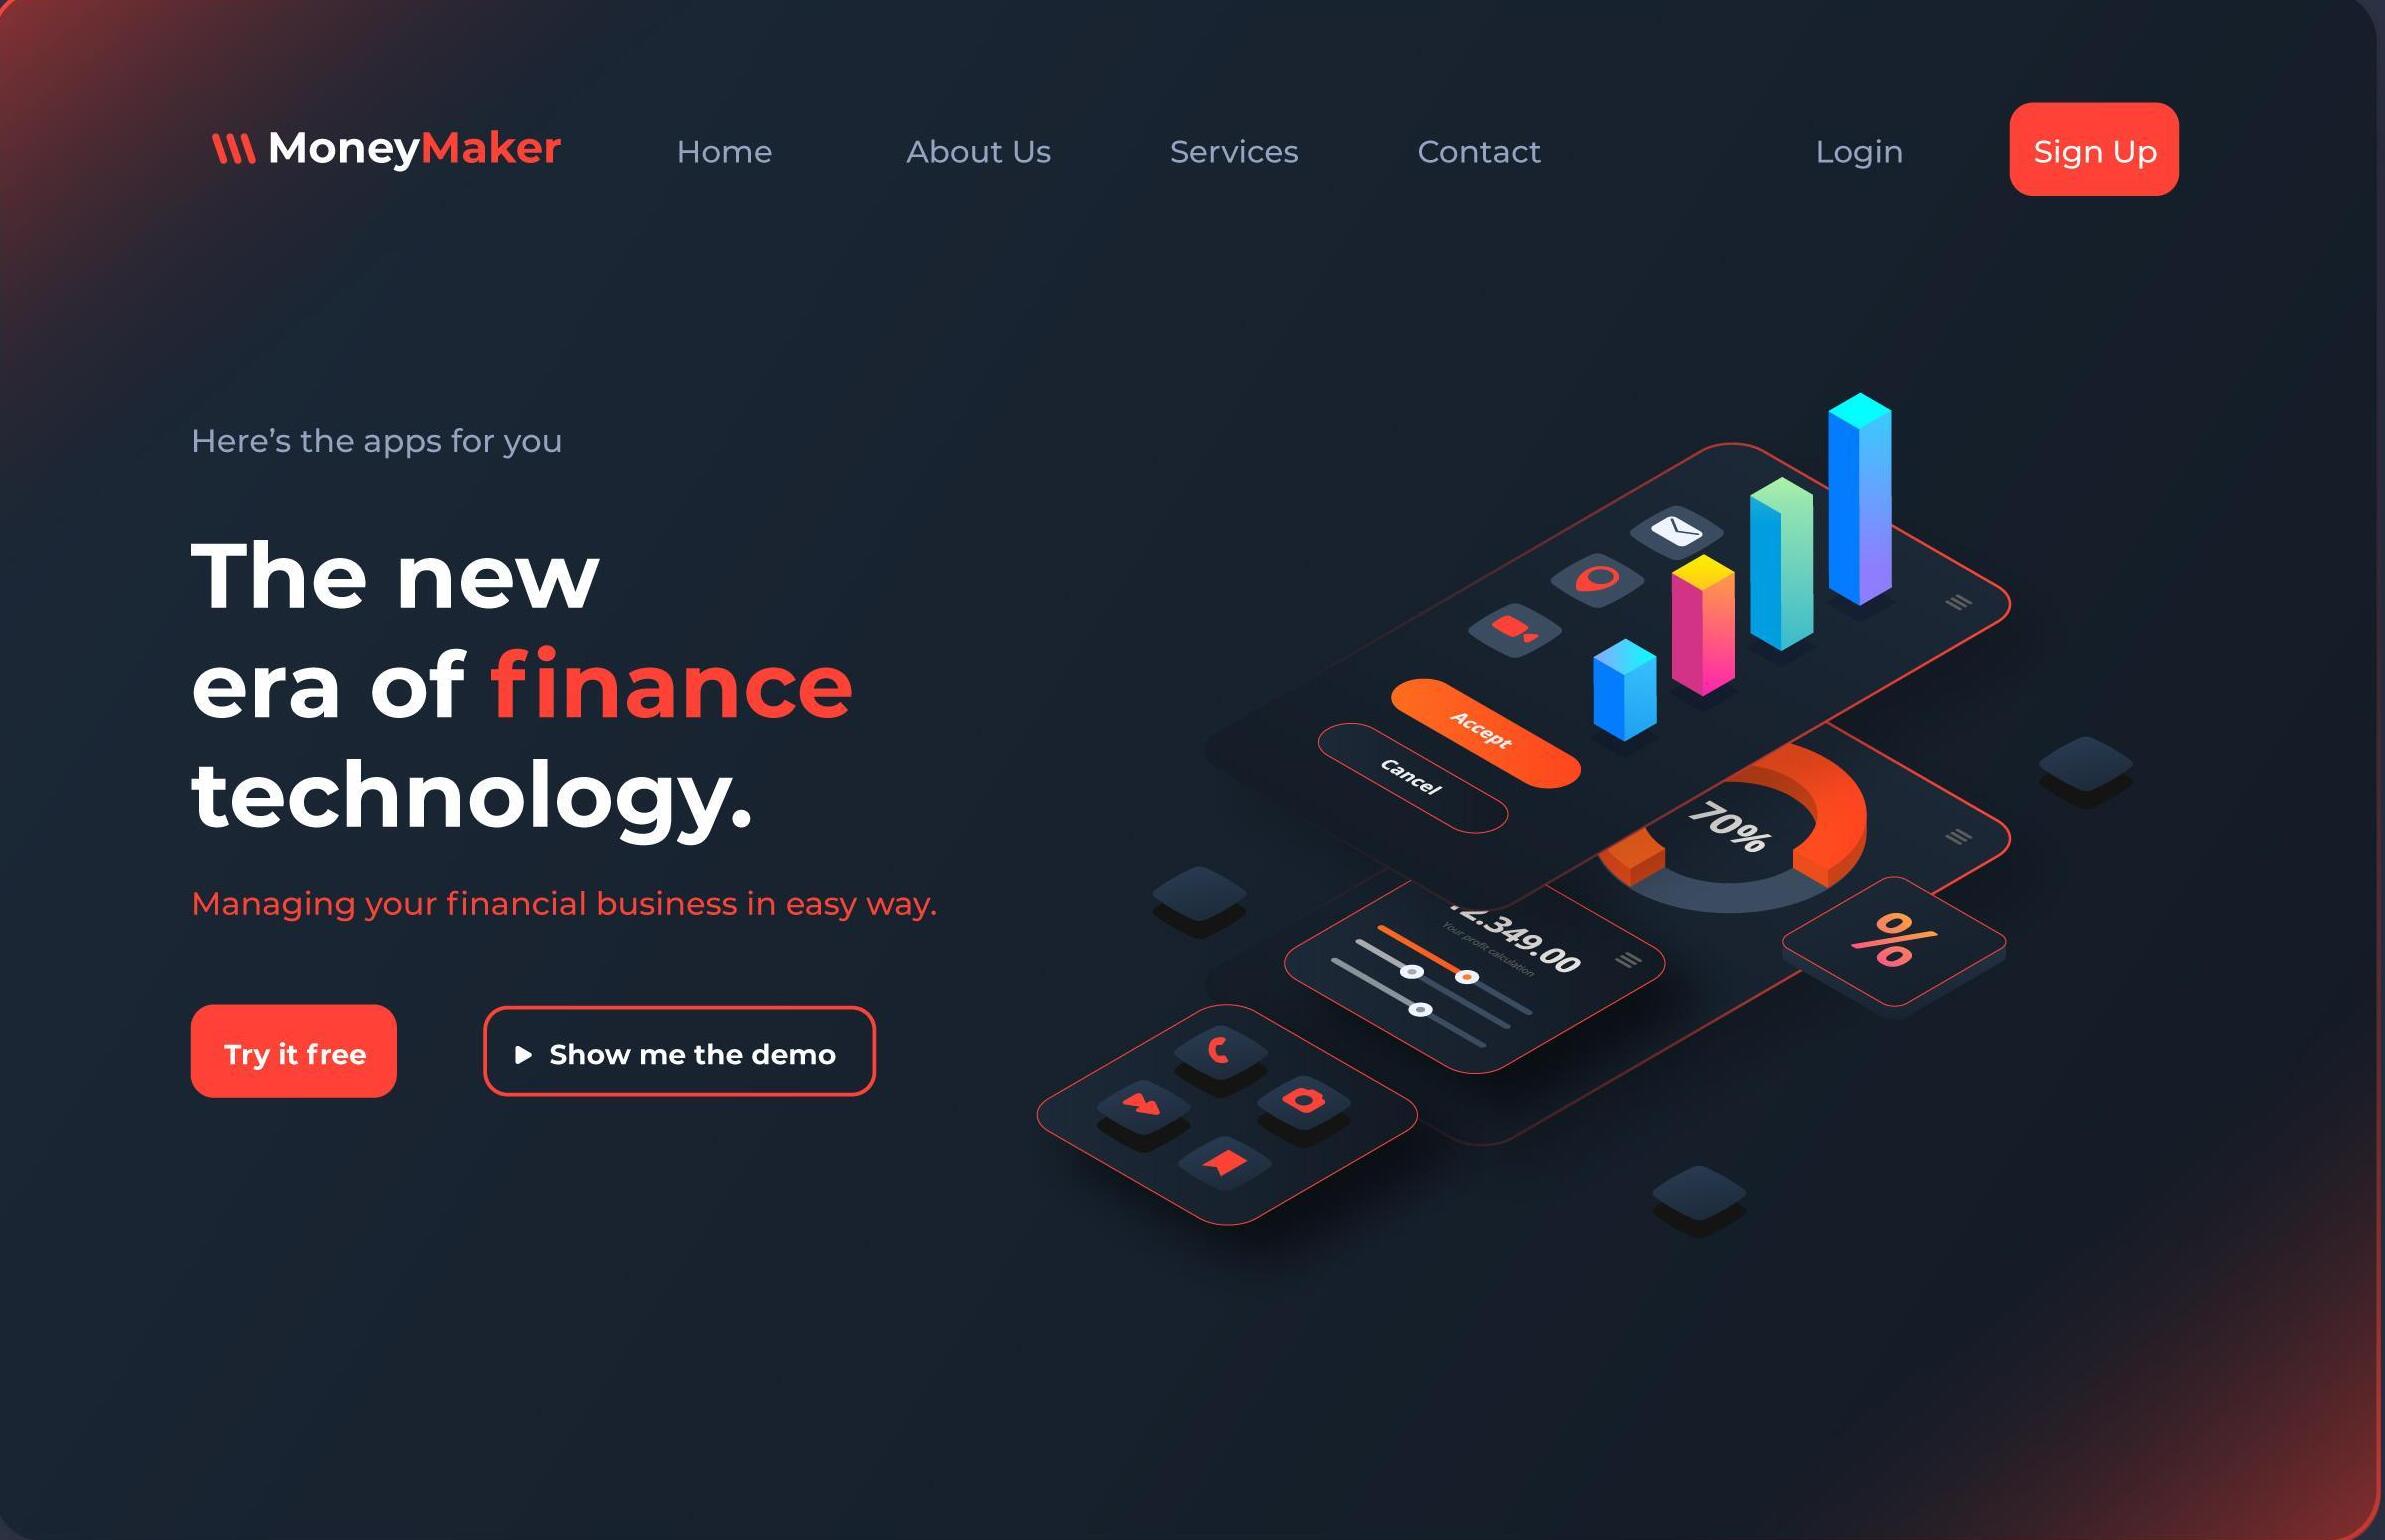 MoneyMaker
Home
About Us
Services
Contact
Login
Sign Up
Here’s the apps for you
The new
era of finance
technology.
Managing your financial business in easy way.
Try it free
Show me the demo
Accept
Cancel
70%
%
2.349.00
Your profit calculation